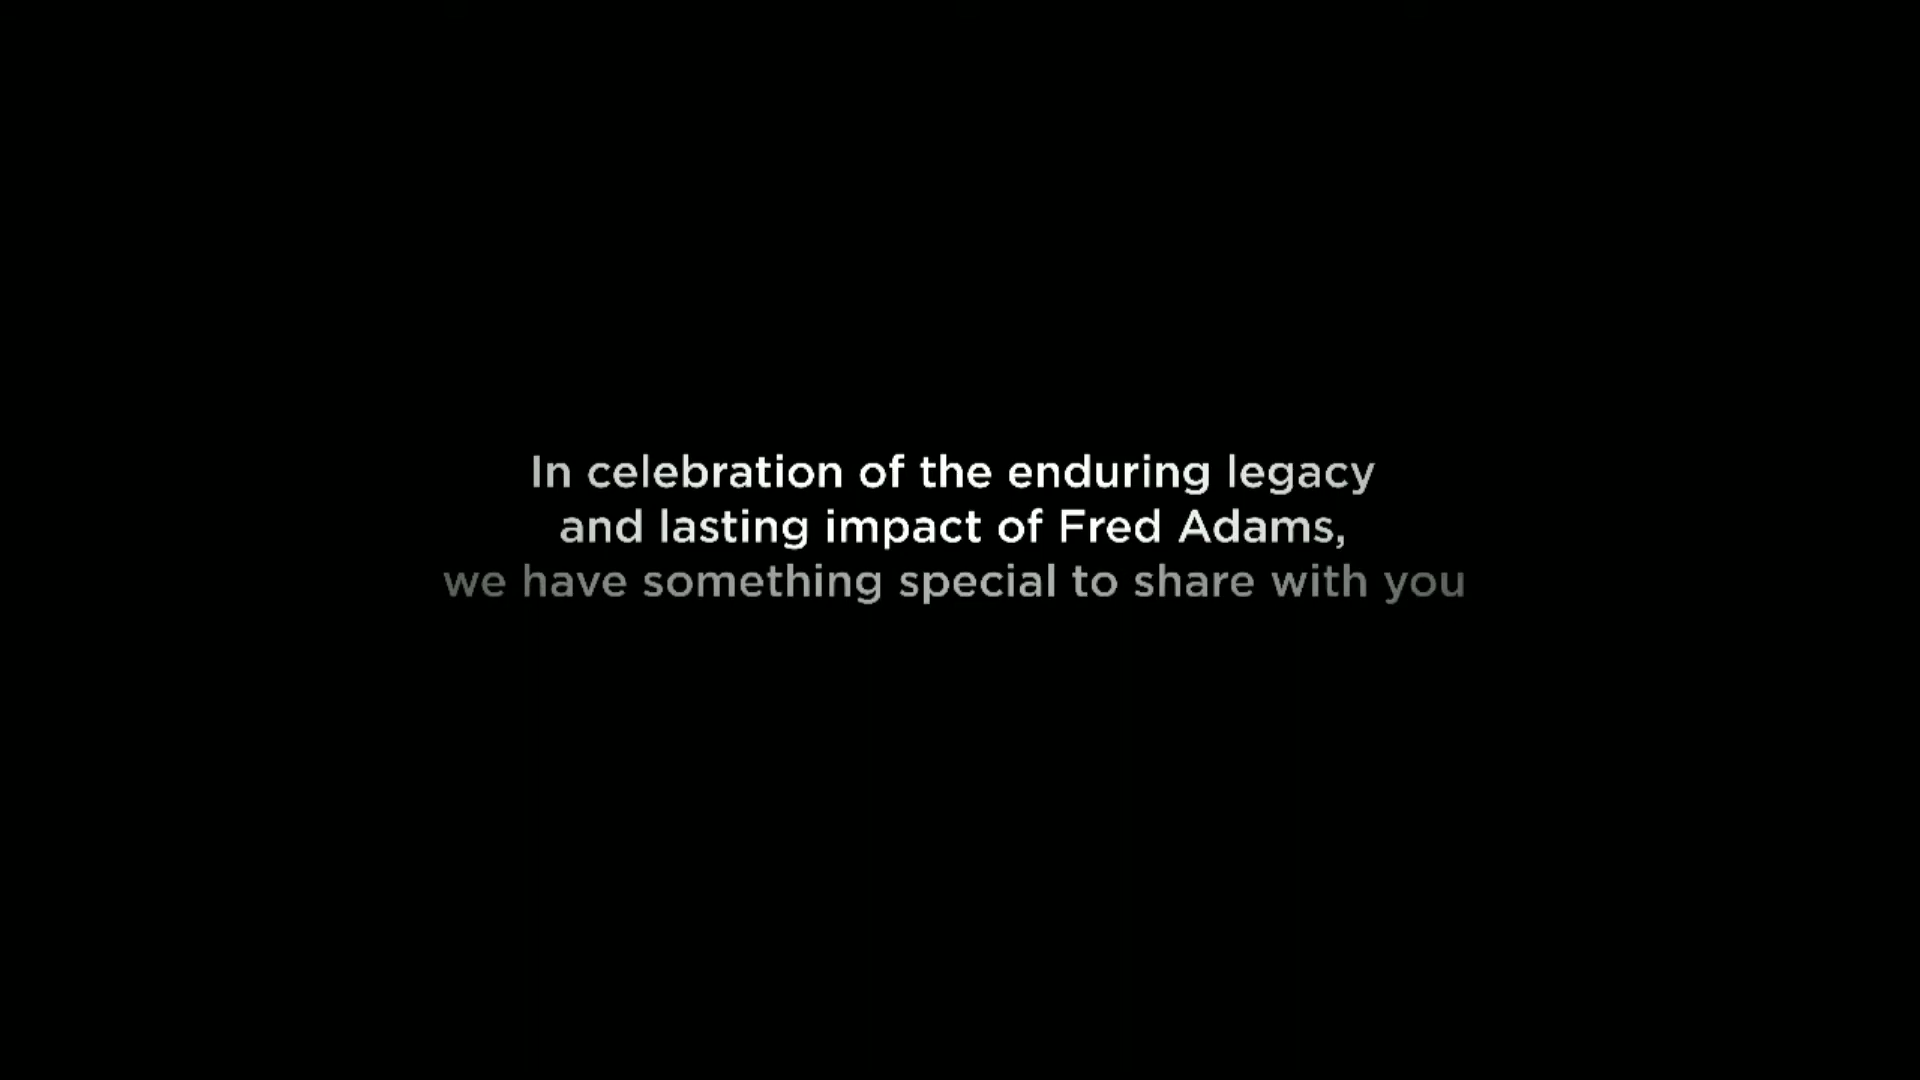 In celebration of the enduring legacy
and lasting impact of Fred Adams,
we have something special to share with you